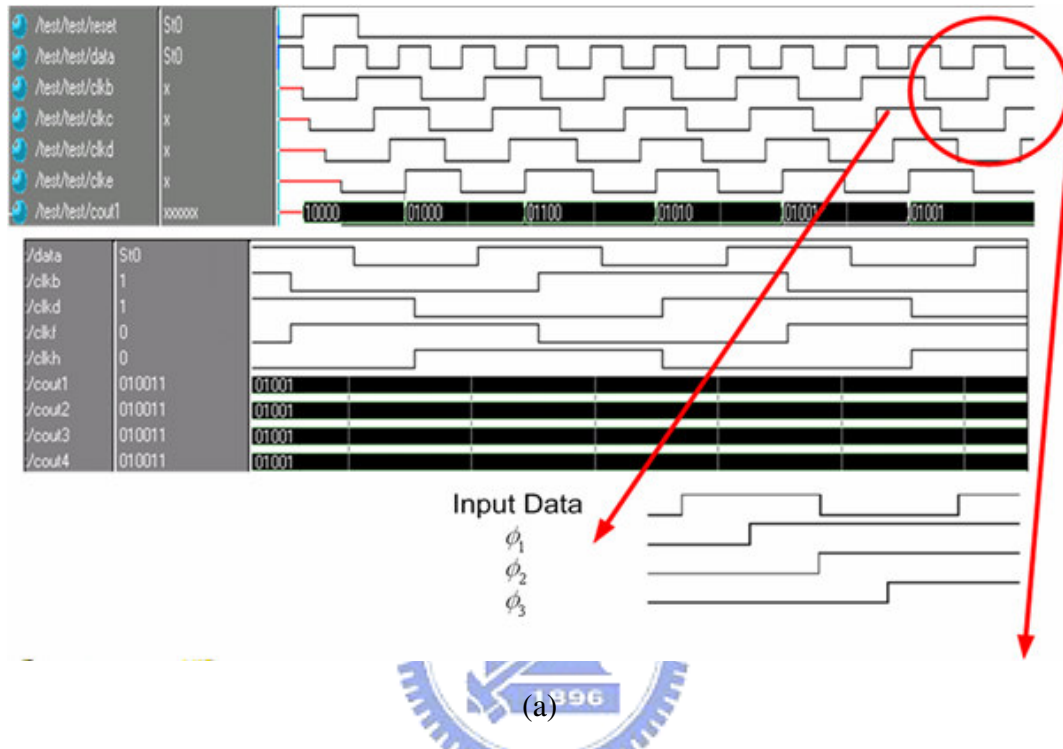 /test/test/reset St0
/test/test/data St0
/test/test/clkb x
/test/test/clkc x
/test/test/clkd x
/test/test/clke x
/test/test/cout1 xxxxxx 10000 01000 01100 01010 01001 01001
:/data St0
:/clkb 1
:/clkd 1
:/clkf 0
:/clkh 0
:/cout1 010011 01001
:/cout2 010011 01001
:/cout3 010011 01001
:/cout4 010011 01001
Input Data
ϕ1
ϕ2
ϕ3
1896
(a)